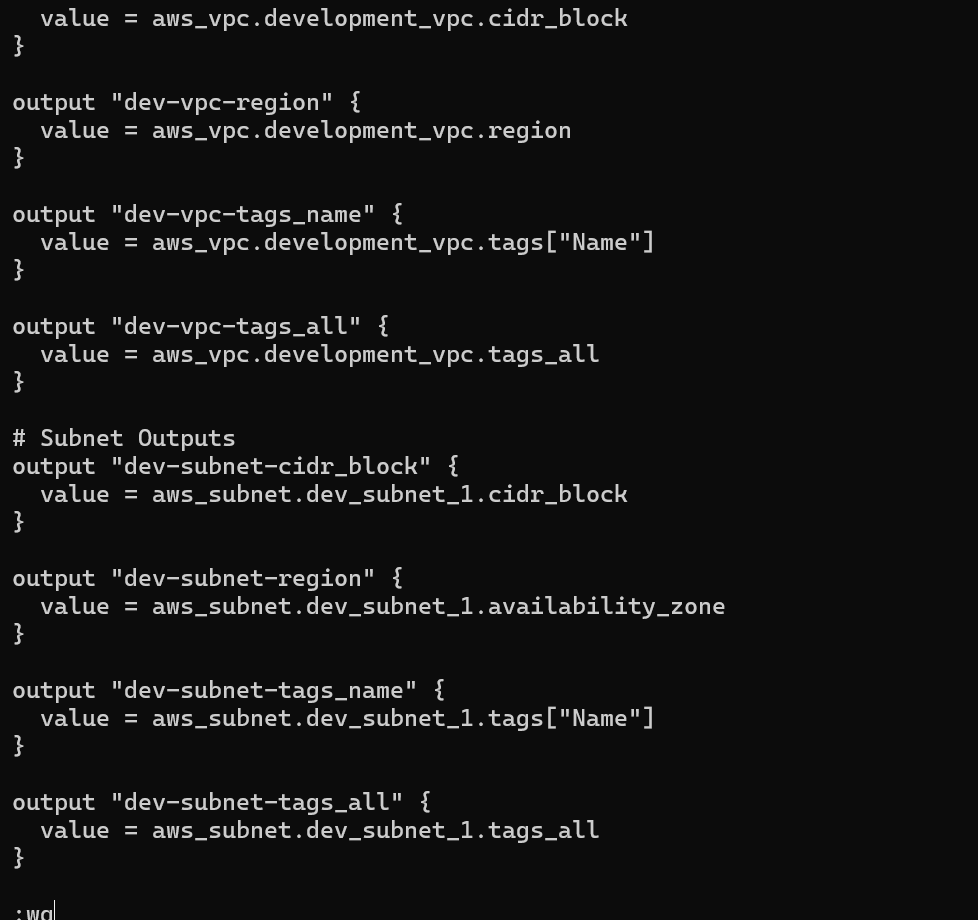 value = aws_vpc.development_vpc.cidr_block
}

output "dev-vpc-region" {
  value = aws_vpc.development_vpc.region
}

output "dev-vpc-tags_name" {
  value = aws_vpc.development_vpc.tags["Name"]
}

output "dev-vpc-tags_all" {
  value = aws_vpc.development_vpc.tags_all
}

# Subnet Outputs
output "dev-subnet-cidr_block" {
  value = aws_subnet.dev_subnet_1.cidr_block
}

output "dev-subnet-region" {
  value = aws_subnet.dev_subnet_1.availability_zone
}

output "dev-subnet-tags_name" {
  value = aws_subnet.dev_subnet_1.tags["Name"]
}

output "dev-subnet-tags_all" {
  value = aws_subnet.dev_subnet_1.tags_all
}

:wq